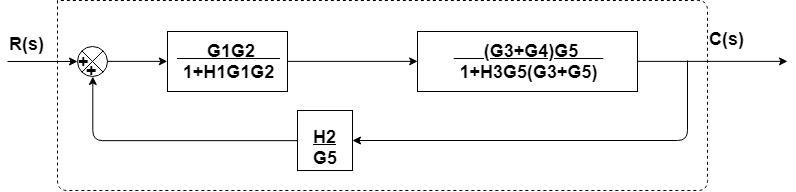 R(s)
C(s)
G1G2
1+H1G1G2
(G3+G4)G5
1+H3G5(G3+G5)
+
+
H2
G5